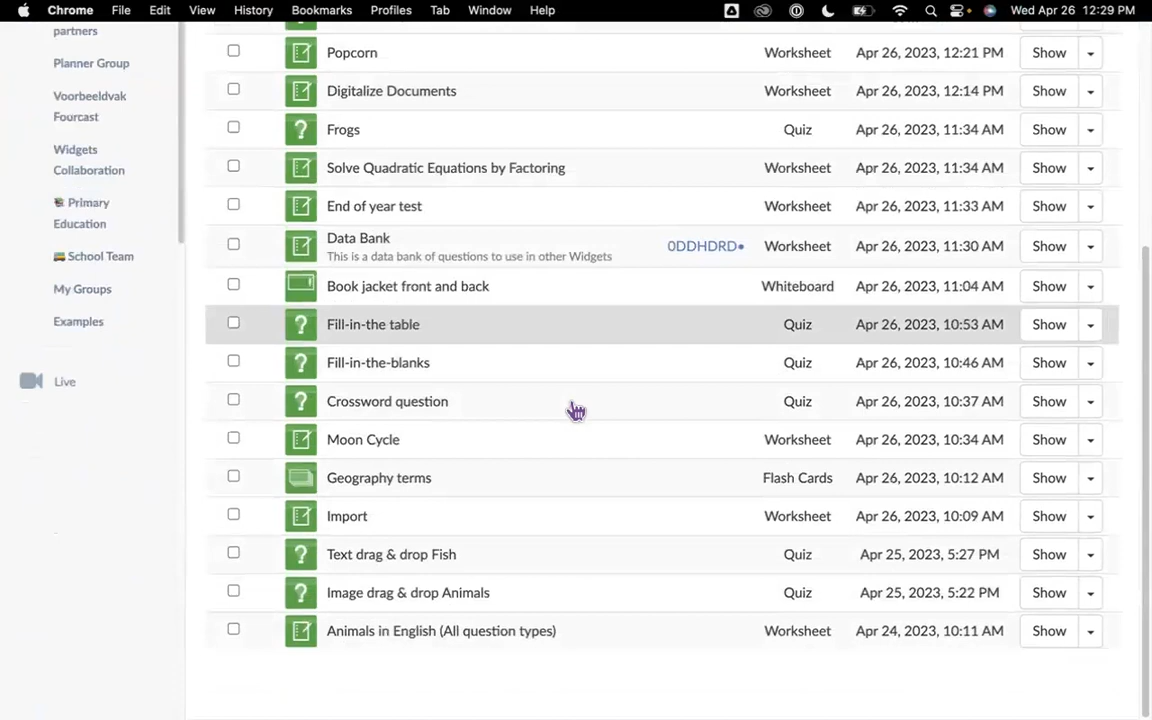 Chrome File Edit View History Bookmarks Profiles Tab Window Help Wed Apr 26 12:29 PM
partners
Planner Group
Voorbeeldvak
Fourcast
Widgets
Collaboration
Primary
Education
School Team
My Groups
Examples
Live
Popcorn Worksheet Apr 26, 2023, 12:21 PM Show
Digitalize Documents Worksheet Apr 26, 2023, 12:14 PM Show
Frogs Quiz Apr 26, 2023, 11:34 AM Show
Solve Quadratic Equations by Factoring Worksheet Apr 26, 2023, 11:34 AM Show
End of year test Worksheet Apr 26, 2023, 11:33 AM Show
Data Bank 0DDHDRD• Worksheet Apr 26, 2023, 11:30 AM Show
This is a data bank of questions to use in other Widgets
Book jacket front and back Whiteboard Apr 26, 2023, 11:04 AM Show
Fill-in-the table Quiz Apr 26, 2023, 10:53 AM Show
Fill-in-the-blanks Quiz Apr 26, 2023, 10:46 AM Show
Crossword question Quiz Apr 26, 2023, 10:37 AM Show
Moon Cycle Worksheet Apr 26, 2023, 10:34 AM Show
Geography terms Flash Cards Apr 26, 2023, 10:12 AM Show
Import Worksheet Apr 26, 2023, 10:09 AM Show
Text drag & drop Fish Quiz Apr 25, 2023, 5:27 PM Show
Image drag & drop Animals Quiz Apr 25, 2023, 5:22 PM Show
Animals in English (All question types) Worksheet Apr 24, 2023, 10:11 AM Show